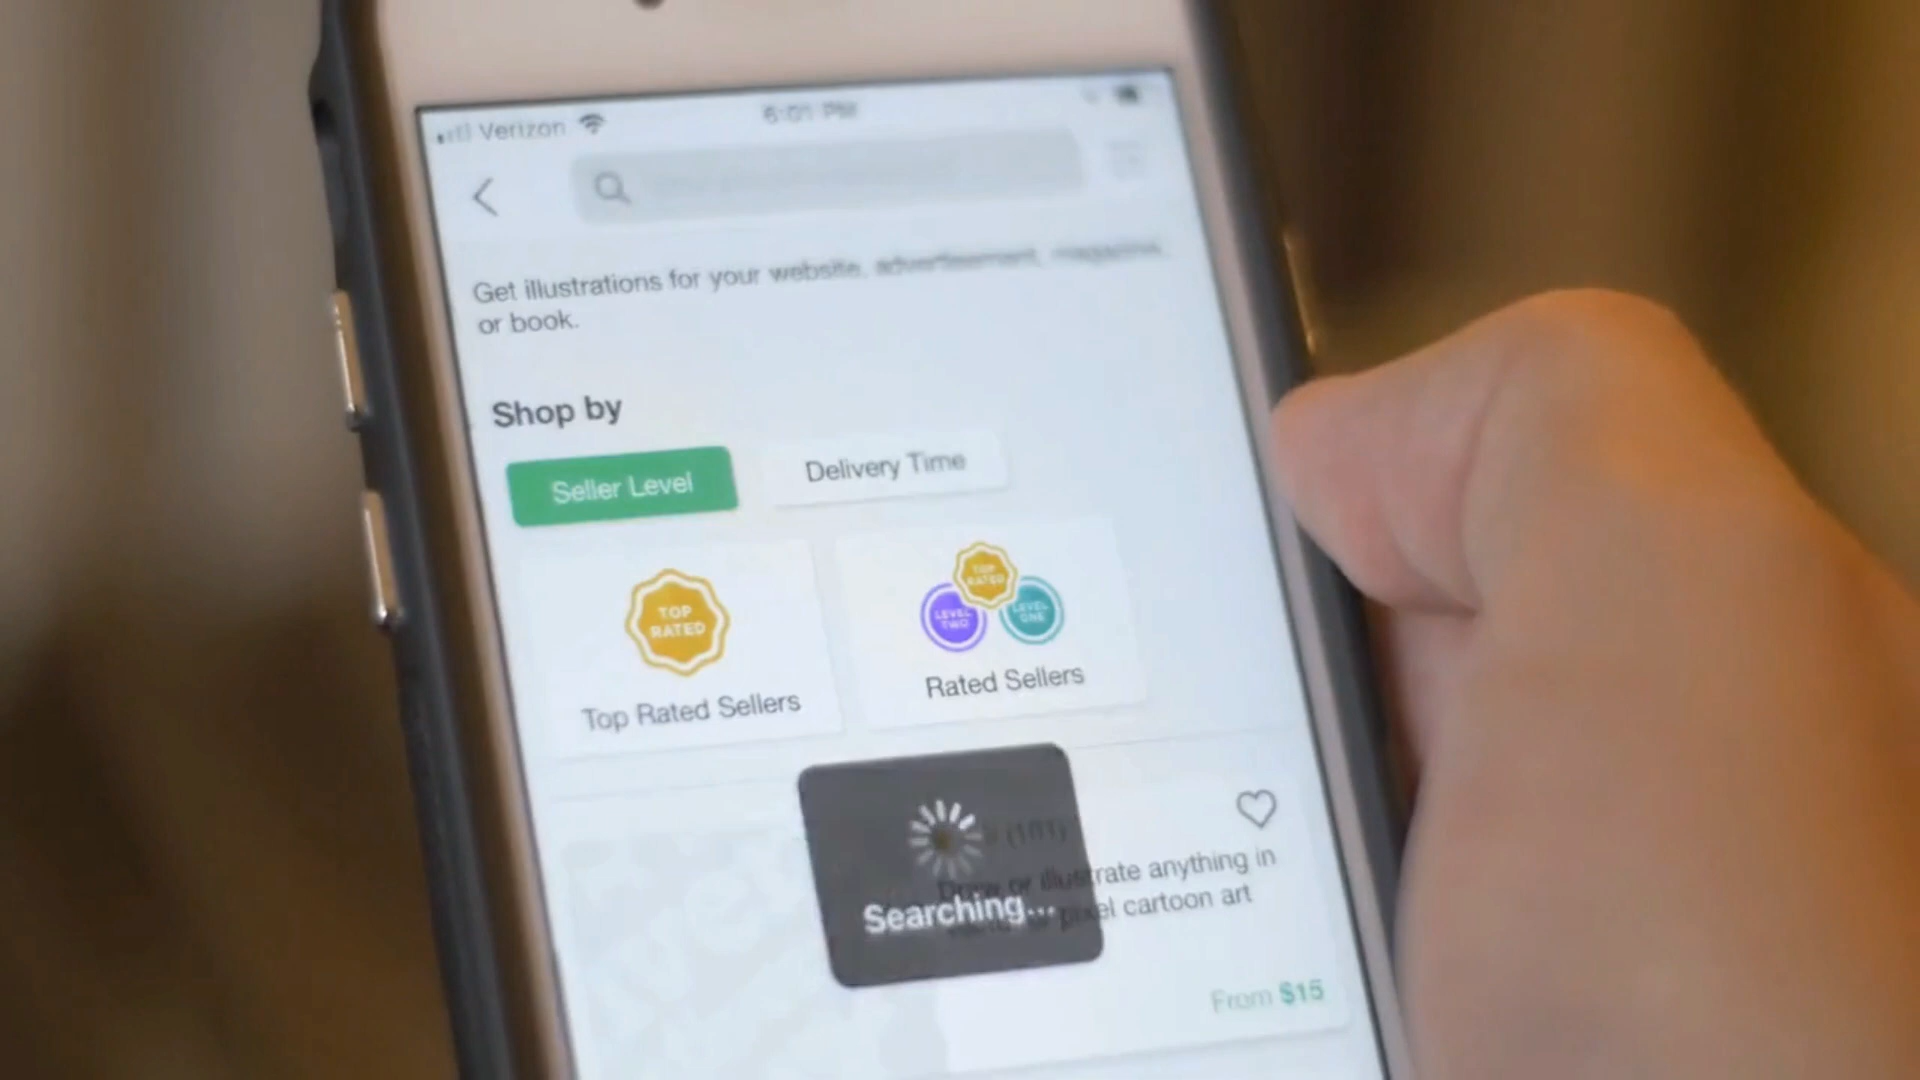 Verizon
6:01 PM
Get illustrations for your website, advertisement, magazine,
or book.
Shop by
Seller Level
Delivery Time
TOP
RATED
TOP
RATED
LEVEL
TWO
LEVEL
ONE
Top Rated Sellers
Rated Sellers
(101)
Draw or illustrate anything in
pixel cartoon art
Searching...
From $15